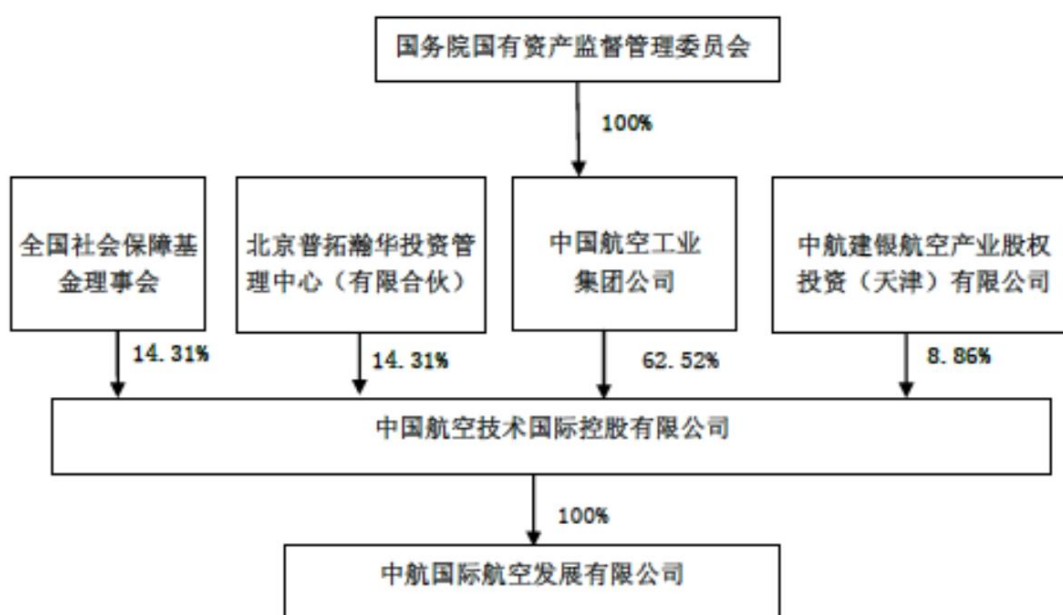 国务院国有资产监督管理委员会
100%
全国社会保障基
金理事会
北京普拓瀚华投资管
理中心（有限合伙）
中国航空工业
集团公司
中航建银航空产业股权
投资（天津）有限公司
14.31%
14.31%
62.52%
8.86%
中国航空技术国际控股有限公司
100%
中航国际航空发展有限公司